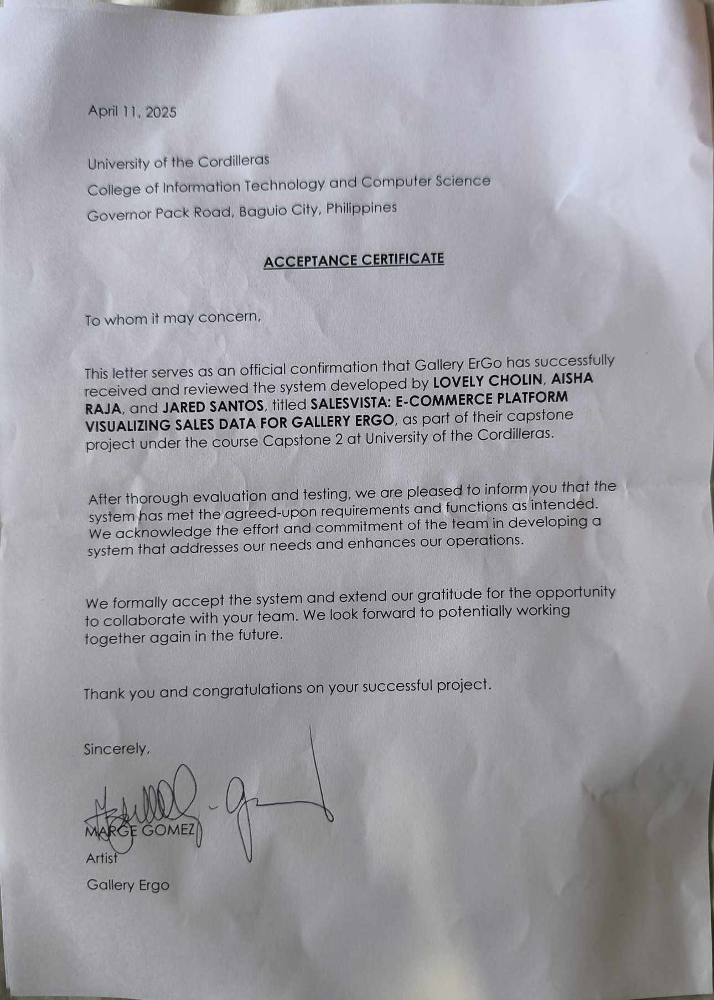 April 11, 2025
University of the Cordilleras
College of Information Technology and Computer Science
Governor Pack Road, Baguio City, Philippines
ACCEPTANCE CERTIFICATE
To whom it may concern,
This letter serves as an official confirmation that Gallery ErGo has successfully
received and reviewed the system developed by LOVELY CHOLIN, AISHA
RAJA, and JARED SANTOS, titled SALESVISTA: E-COMMERCE PLATFORM
VISUALIZING SALES DATA FOR GALLERY ERGO, as part of their capstone
project under the course Capstone 2 at University of the Cordilleras.
After thorough evaluation and testing, we are pleased to inform you that the
system has met the agreed-upon requirements and functions as intended.
We acknowledge the effort and commitment of the team in developing a
system that addresses our needs and enhances our operations.
We formally accept the system and extend our gratitude for the opportunity
to collaborate with your team. We look forward to potentially working
together again in the future.
Thank you and congratulations on your successful project.
Sincerely,
MARGE GOMEZ
Artist
Gallery Ergo